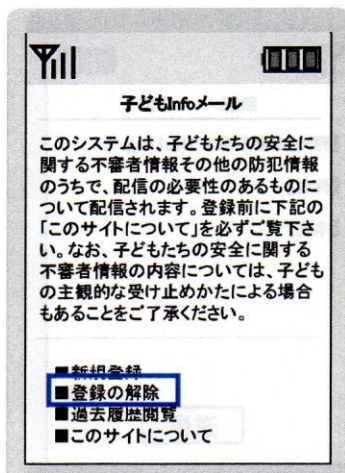 子どもInfoメール
このシステムは、子どもたちの安全に
関する不審者情報その他の防犯情報
のうちで、配信の必要性のあるものに
ついて配信されます。登録前に下記の
「このサイトについて」を必ずご覧下さ
い。なお、子どもたちの安全に関する
不審者情報の内容については、子ども
の主観的な受け止めかたによる場合
もあることをご了承ください。
■新規登録
■登録の解除
■過去履歴閲覧
■このサイトについて